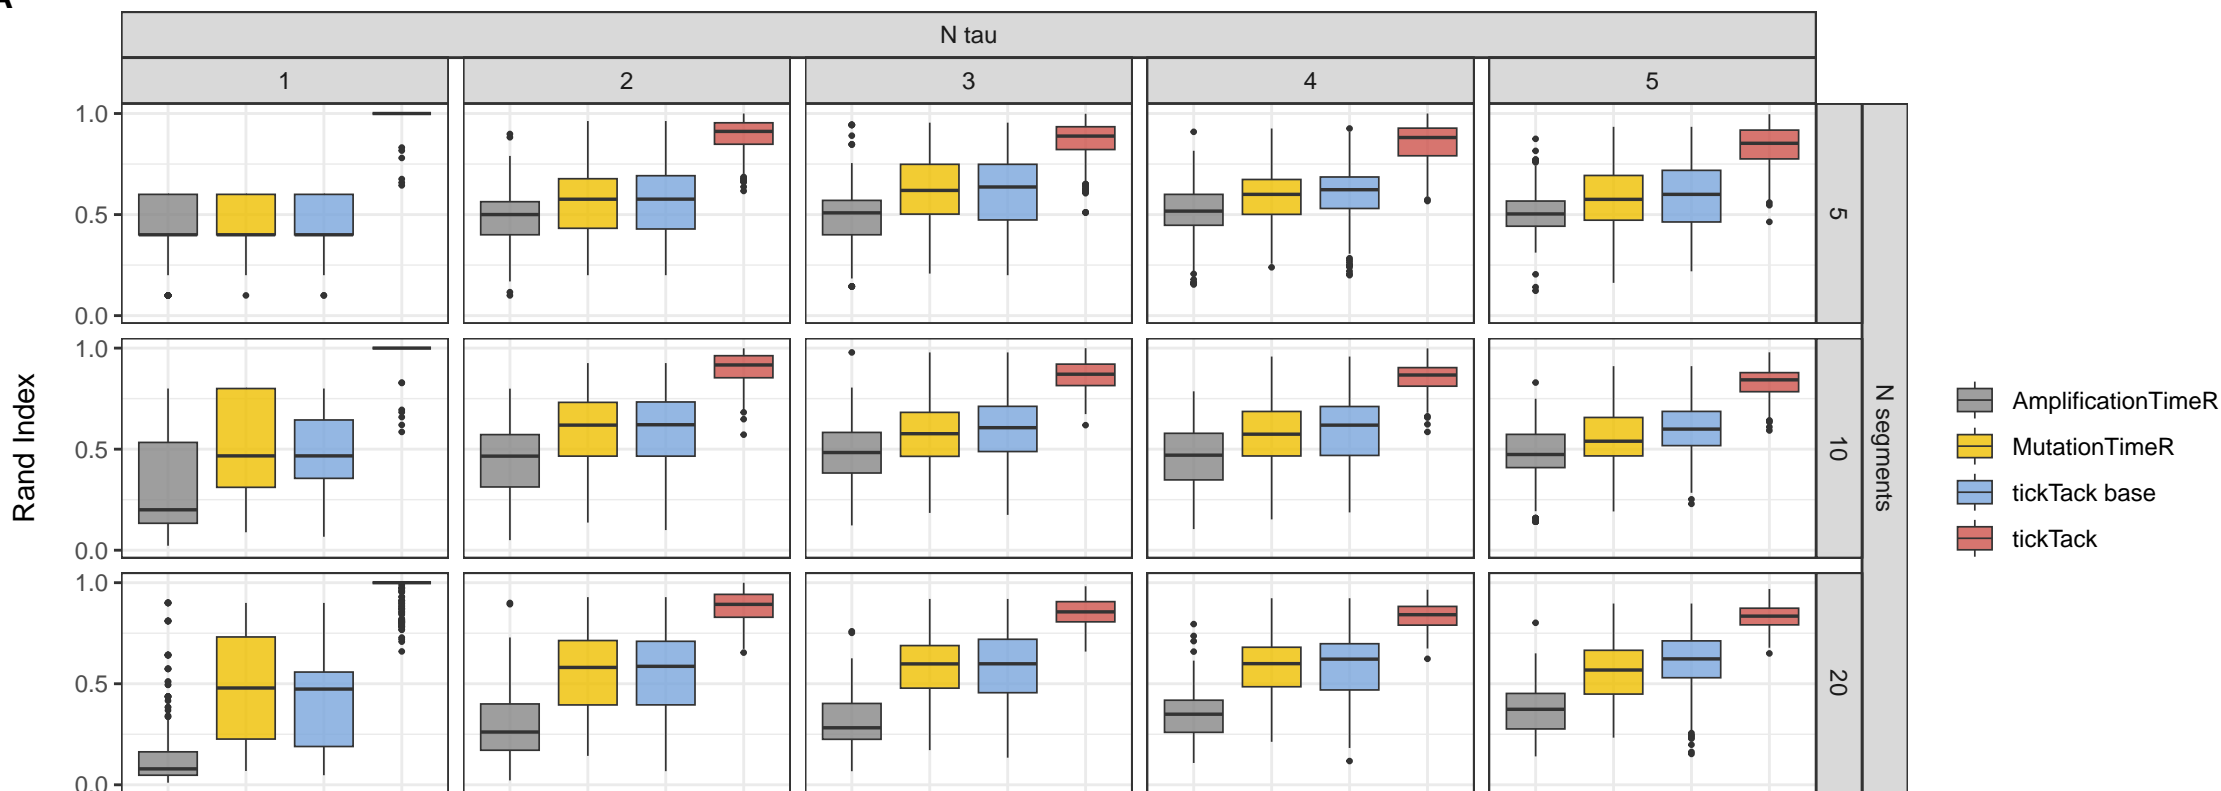 A
N tau
1 2 3 4 5
1.0
0.5
0.0
5
1.0
0.5
0.0
10
1.0
0.5
0.0
20
Rand Index
N segments
AmplificationTimeR
MutationTimeR
tickTack base
tickTack